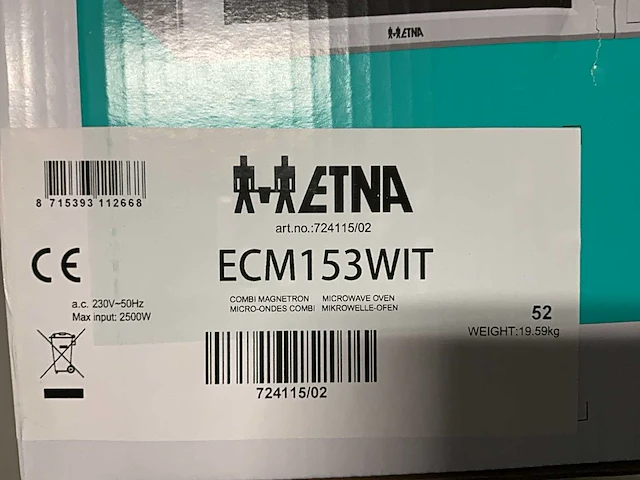 ETNA
8 715393 112668
ETNA
art.no.:724115/02
ECM153WIT
CE
a.c. 230V~50Hz
Max input: 2500W
COMBI MAGNETRON MICROWAVE OVEN
MICRO-ONDES COMBI MIKROWELLE-OFEN
52
WEIGHT:19.59kg
724115/02